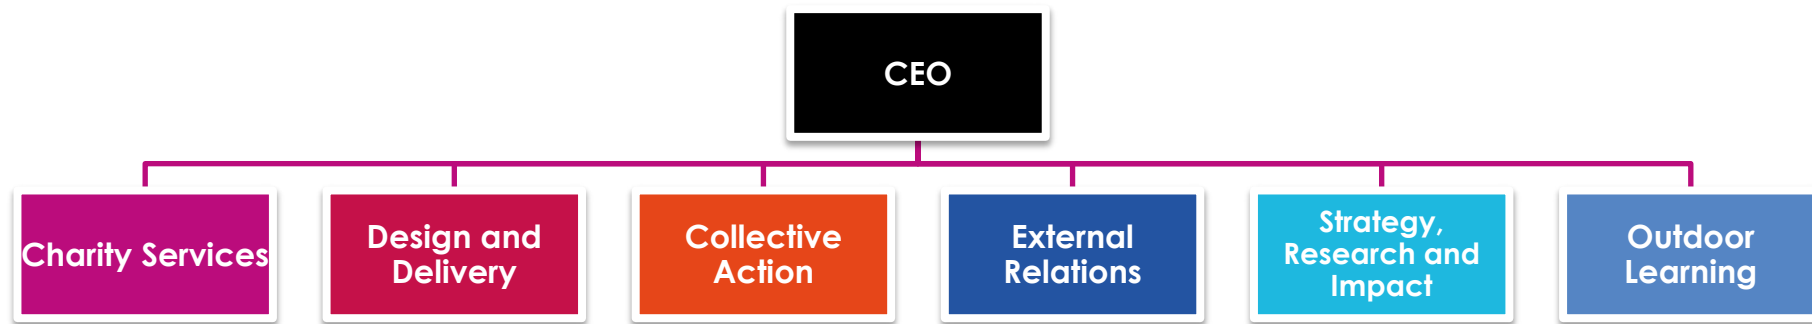 CEO
Charity Services
Design and
Delivery
Collective
Action
External
Relations
Strategy,
Research and
Impact
Outdoor
Learning